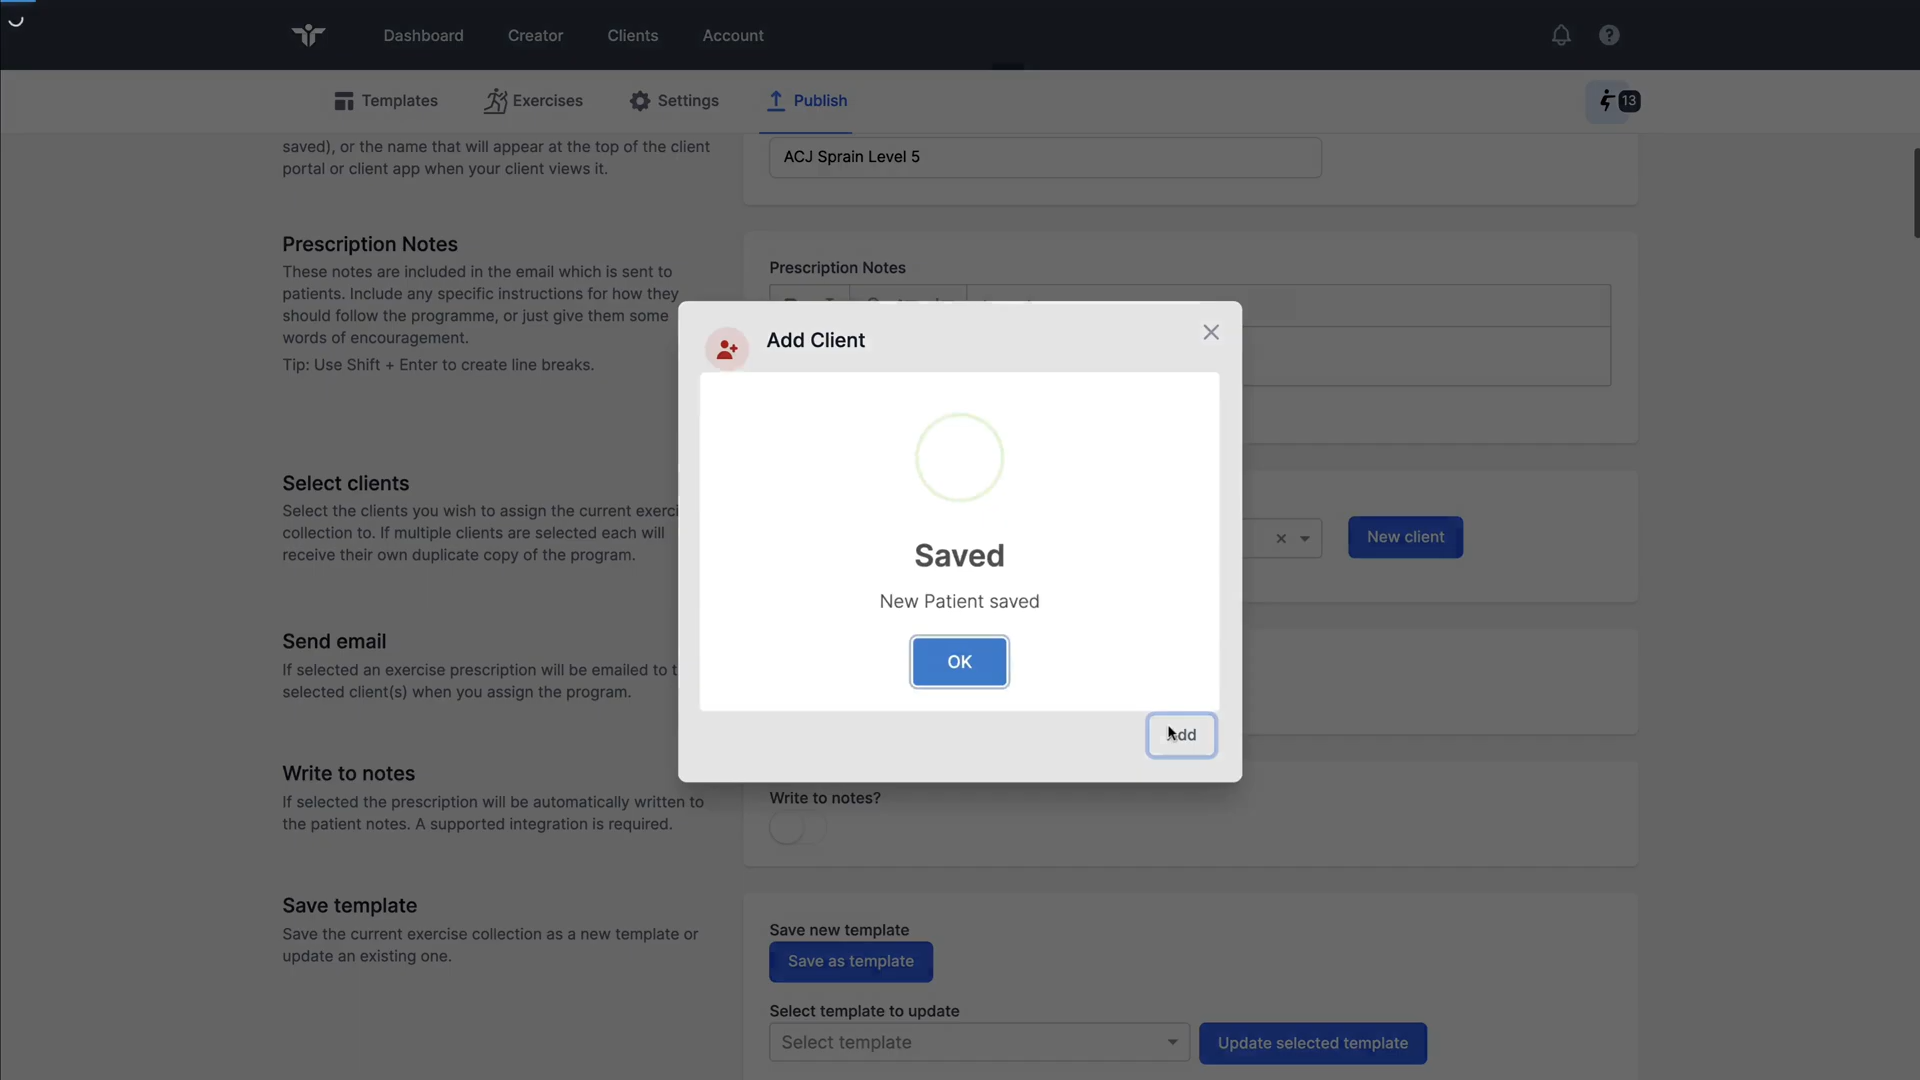 Dashboard
Creator
Clients
Account
Templates
Exercises
Settings
Publish
13
saved), or the name that will appear at the top of the client
portal or client app when your client views it.
ACJ Sprain Level 5
Prescription Notes
These notes are included in the email which is sent to
patients. Include any specific instructions for how they
should follow the programme, or just give them some
words of encouragement.
Tip: Use Shift + Enter to create line breaks.
Prescription Notes
Add Client
Saved
New Patient saved
OK
Select clients
Select the clients you wish to assign the current
collection to. If multiple clients are selected each will
receive their own duplicate copy of the program.
New client
Send email
If selected an exercise prescription will be emailed to
selected client(s) when you assign the program.
Write to notes
If selected the prescription will be automatically written to
the patient notes. A supported integration is required.
Write to notes?
Save template
Save the current exercise collection as a new template or
update an existing one.
Save new template
Save as template
Select template to update
Select template
Update selected template